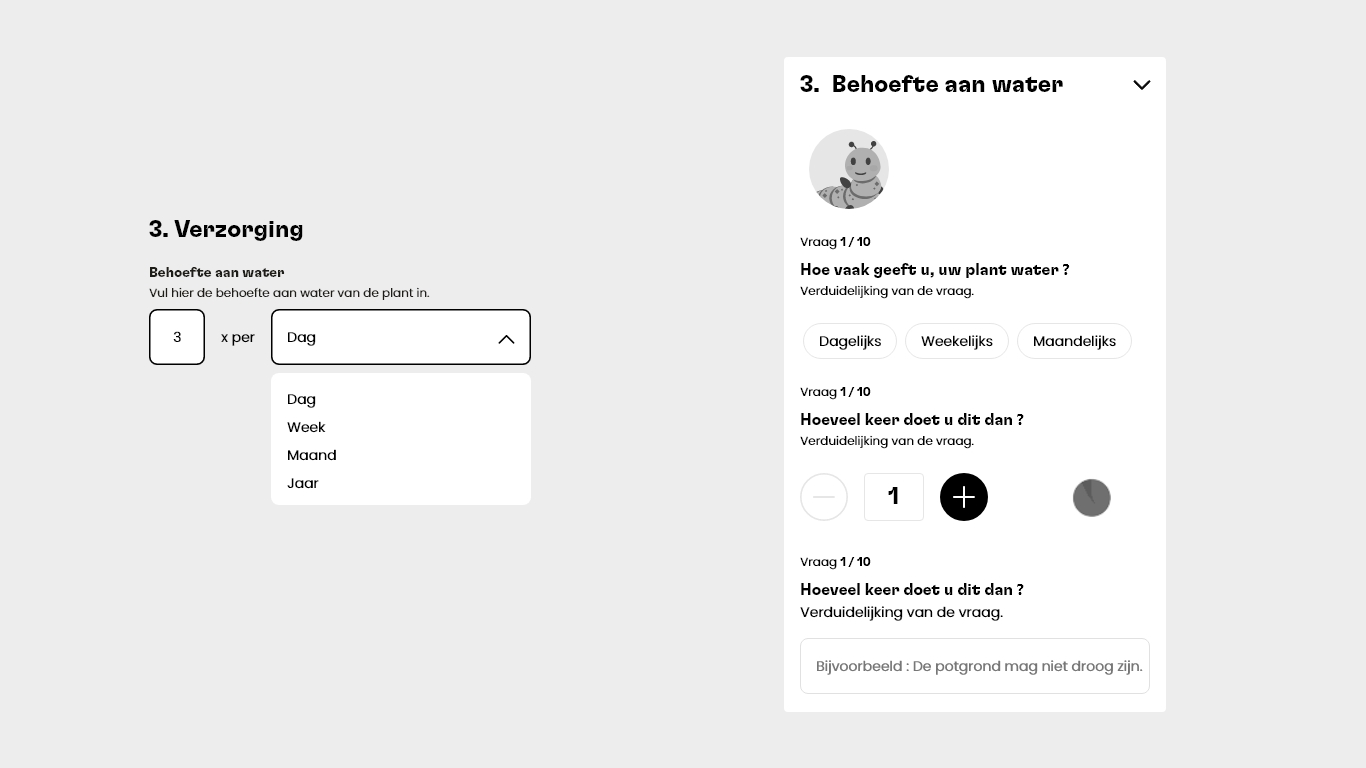 3. Verzorging
Behoefte aan water
Vul hier de behoefte aan water van de plant in.
3 x per Dag
Dag
Week
Maand
Jaar
3. Behoefte aan water
Vraag 1 / 10
Hoe vaak geeft u, uw plant water ?
Verduidelijking van de vraag.
Dagelijks Weekelijks Maandelijks
Vraag 1 / 10
Hoeveel keer doet u dit dan ?
Verduidelijking van de vraag.
1
Vraag 1 / 10
Hoeveel keer doet u dit dan ?
Verduidelijking van de vraag.
Bijvoorbeeld : De potgrond mag niet droog zijn.